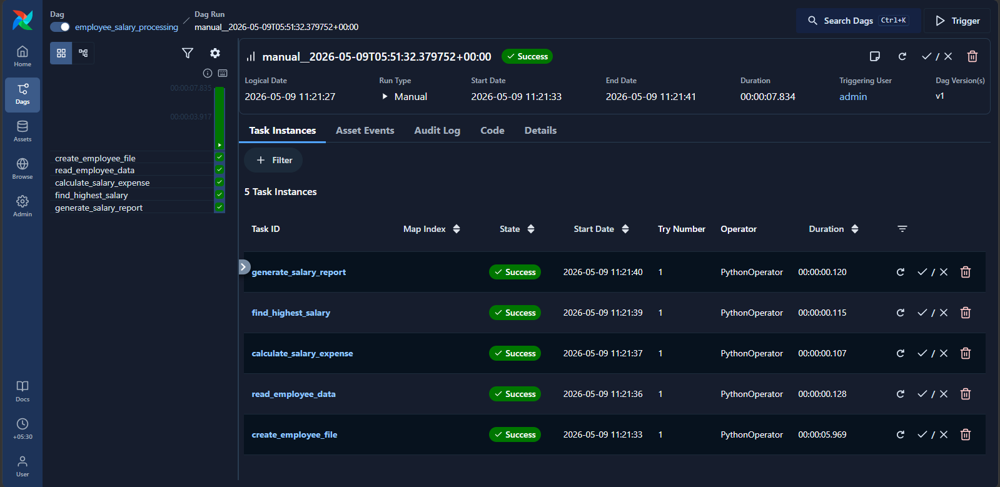 Dag
employee_salary_processing
/
Dag Run
manual__2026-05-09T05:51:32.379752+00:00
Search Dags Ctrl+K
Trigger
Home
Dags
Assets
Browse
Admin
Docs
+05:30
User
00:00:07.835
00:00:03.917
create_employee_file
read_employee_data
calculate_salary_expense
find_highest_salary
generate_salary_report
manual__2026-05-09T05:51:32.379752+00:00 Success
/
Logical Date Run Type Start Date End Date Duration Triggering User Dag Version(s)
2026-05-09 11:21:27 Manual 2026-05-09 11:21:33 2026-05-09 11:21:41 00:00:07.834 admin v1
Task Instances Asset Events Audit Log Code Details
+ Filter
5 Task Instances
Task ID Map Index State Start Date Try Number Operator Duration
generate_salary_report Success 2026-05-09 11:21:40 1 PythonOperator 00:00:00.120 /
find_highest_salary Success 2026-05-09 11:21:39 1 PythonOperator 00:00:00.115 /
calculate_salary_expense Success 2026-05-09 11:21:37 1 PythonOperator 00:00:00.107 /
read_employee_data Success 2026-05-09 11:21:36 1 PythonOperator 00:00:00.128 /
create_employee_file Success 2026-05-09 11:21:33 1 PythonOperator 00:00:05.969 /